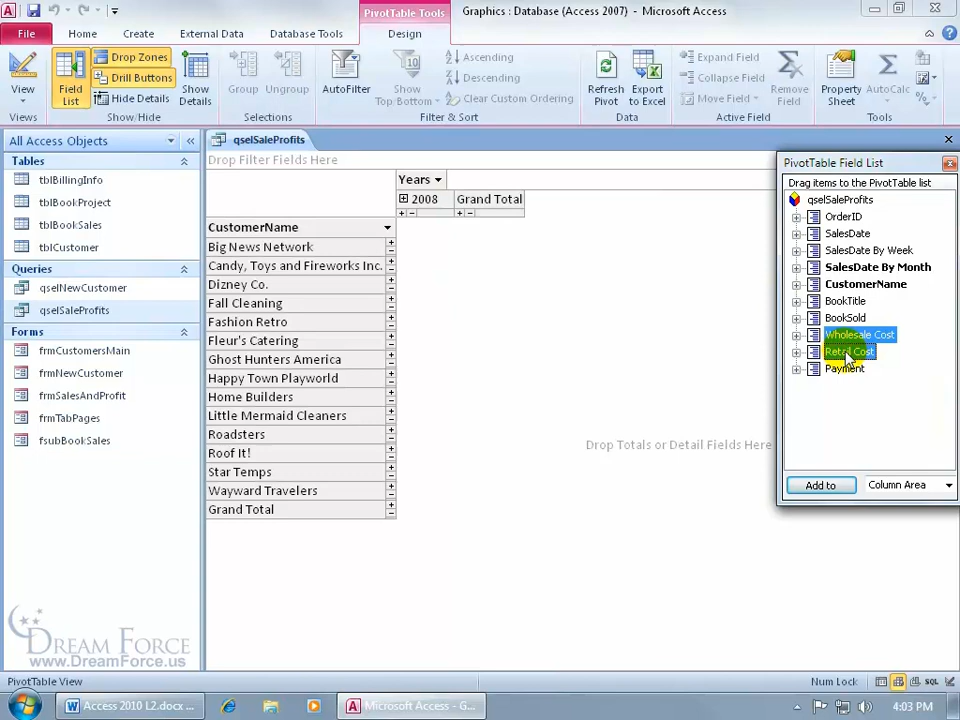 PivotTable Tools
Graphics : Database (Access 2007) - Microsoft Access
File
Home
Create
External Data
Database Tools
Design
View
Views
Field
List
Drop Zones
Drill Buttons
Hide Details
Show
Details
Show/Hide
Group
Ungroup
Selections
AutoFilter
Show
Top/Bottom
Ascending
Descending
Clear Custom Ordering
Filter & Sort
Refresh
Pivot
Export
to Excel
Data
Expand Field
Collapse Field
Move Field
Remove
Field
Active Field
Property
Sheet
AutoCalc
Tools
All Access Objects
Tables
tblBillingInfo
tblBookProject
tblBookSales
tblCustomer
Queries
qselNewCustomer
qselSaleProfits
Forms
frmCustomersMain
frmNewCustomer
frmSalesAndProfit
frmTabPages
fsubBookSales
DREAM FORCE
www.DreamForce.us
qselSaleProfits
Drop Filter Fields Here
Years
2008
Grand Total
CustomerName
Big News Network
Candy, Toys and Fireworks Inc.
Dizney Co.
Fall Cleaning
Fashion Retro
Fleur's Catering
Ghost Hunters America
Happy Town Playworld
Home Builders
Little Mermaid Cleaners
Roadsters
Roof It!
Star Temps
Wayward Travelers
Grand Total
Drop Totals or Detail Fields Here
PivotTable Field List
Drag items to the PivotTable list
qselSaleProfits
OrderID
SalesDate
SalesDate By Week
SalesDate By Month
CustomerName
BookTitle
BookSold
Wholesale Cost
Retail Cost
Payment
Add to
Column Area
PivotTable View
Num Lock
SQL
Access 2010 L2.docx ...
Microsoft Access - G...
4:03 PM